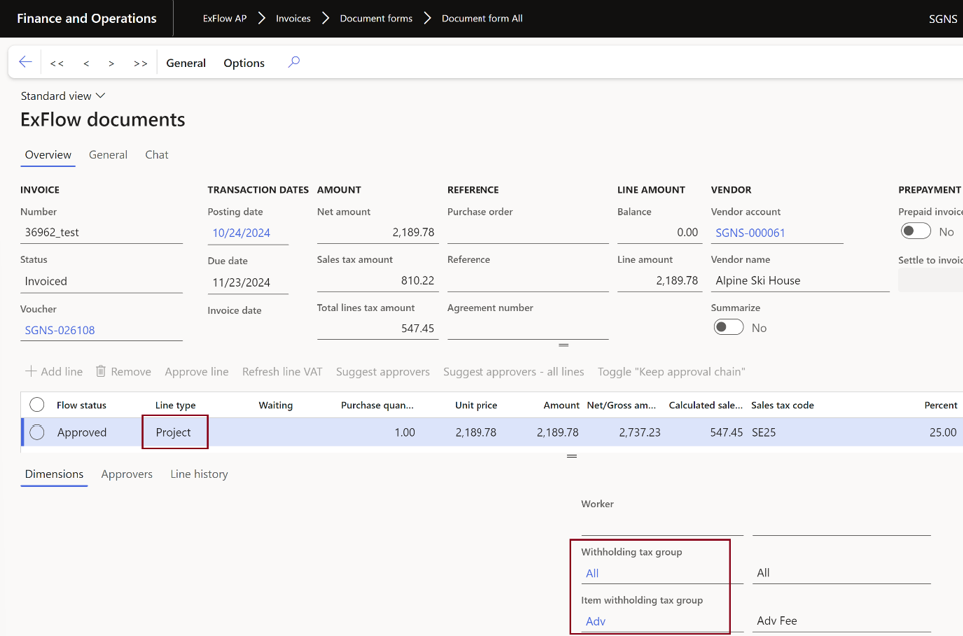 Finance and Operations ExFlow AP Invoices Document forms Document form All SGNS
<< < > >> General Options
Standard view
ExFlow documents
Overview General Chat
INVOICE TRANSACTION DATES AMOUNT REFERENCE LINE AMOUNT VENDOR PREPAYMENT
Number Posting date Net amount Purchase order Balance Vendor account Prepaid invoic
36962_test 10/24/2024 2,189.78 0.00 SGNS-000061 No
Status Due date Sales tax amount Reference Line amount Vendor name Settle to invoic
Invoiced 11/23/2024 810.22 2,189.78 Alpine Ski House
Voucher Invoice date Total lines tax amount Agreement number Summarize
SGNS-026108 547.45 No
Add line Remove Approve line Refresh line VAT Suggest approvers Suggest approvers - all lines Toggle "Keep approval chain"
Flow status Line type Waiting Purchase quan... Unit price Amount Net/Gross am... Calculated sale... Sales tax code Percent
Approved Project 1.00 2,189.78 2,189.78 2,737.23 547.45 SE25 25.00
Dimensions Approvers Line history
Worker
Withholding tax group
All All
Item withholding tax group
Adv Adv Fee